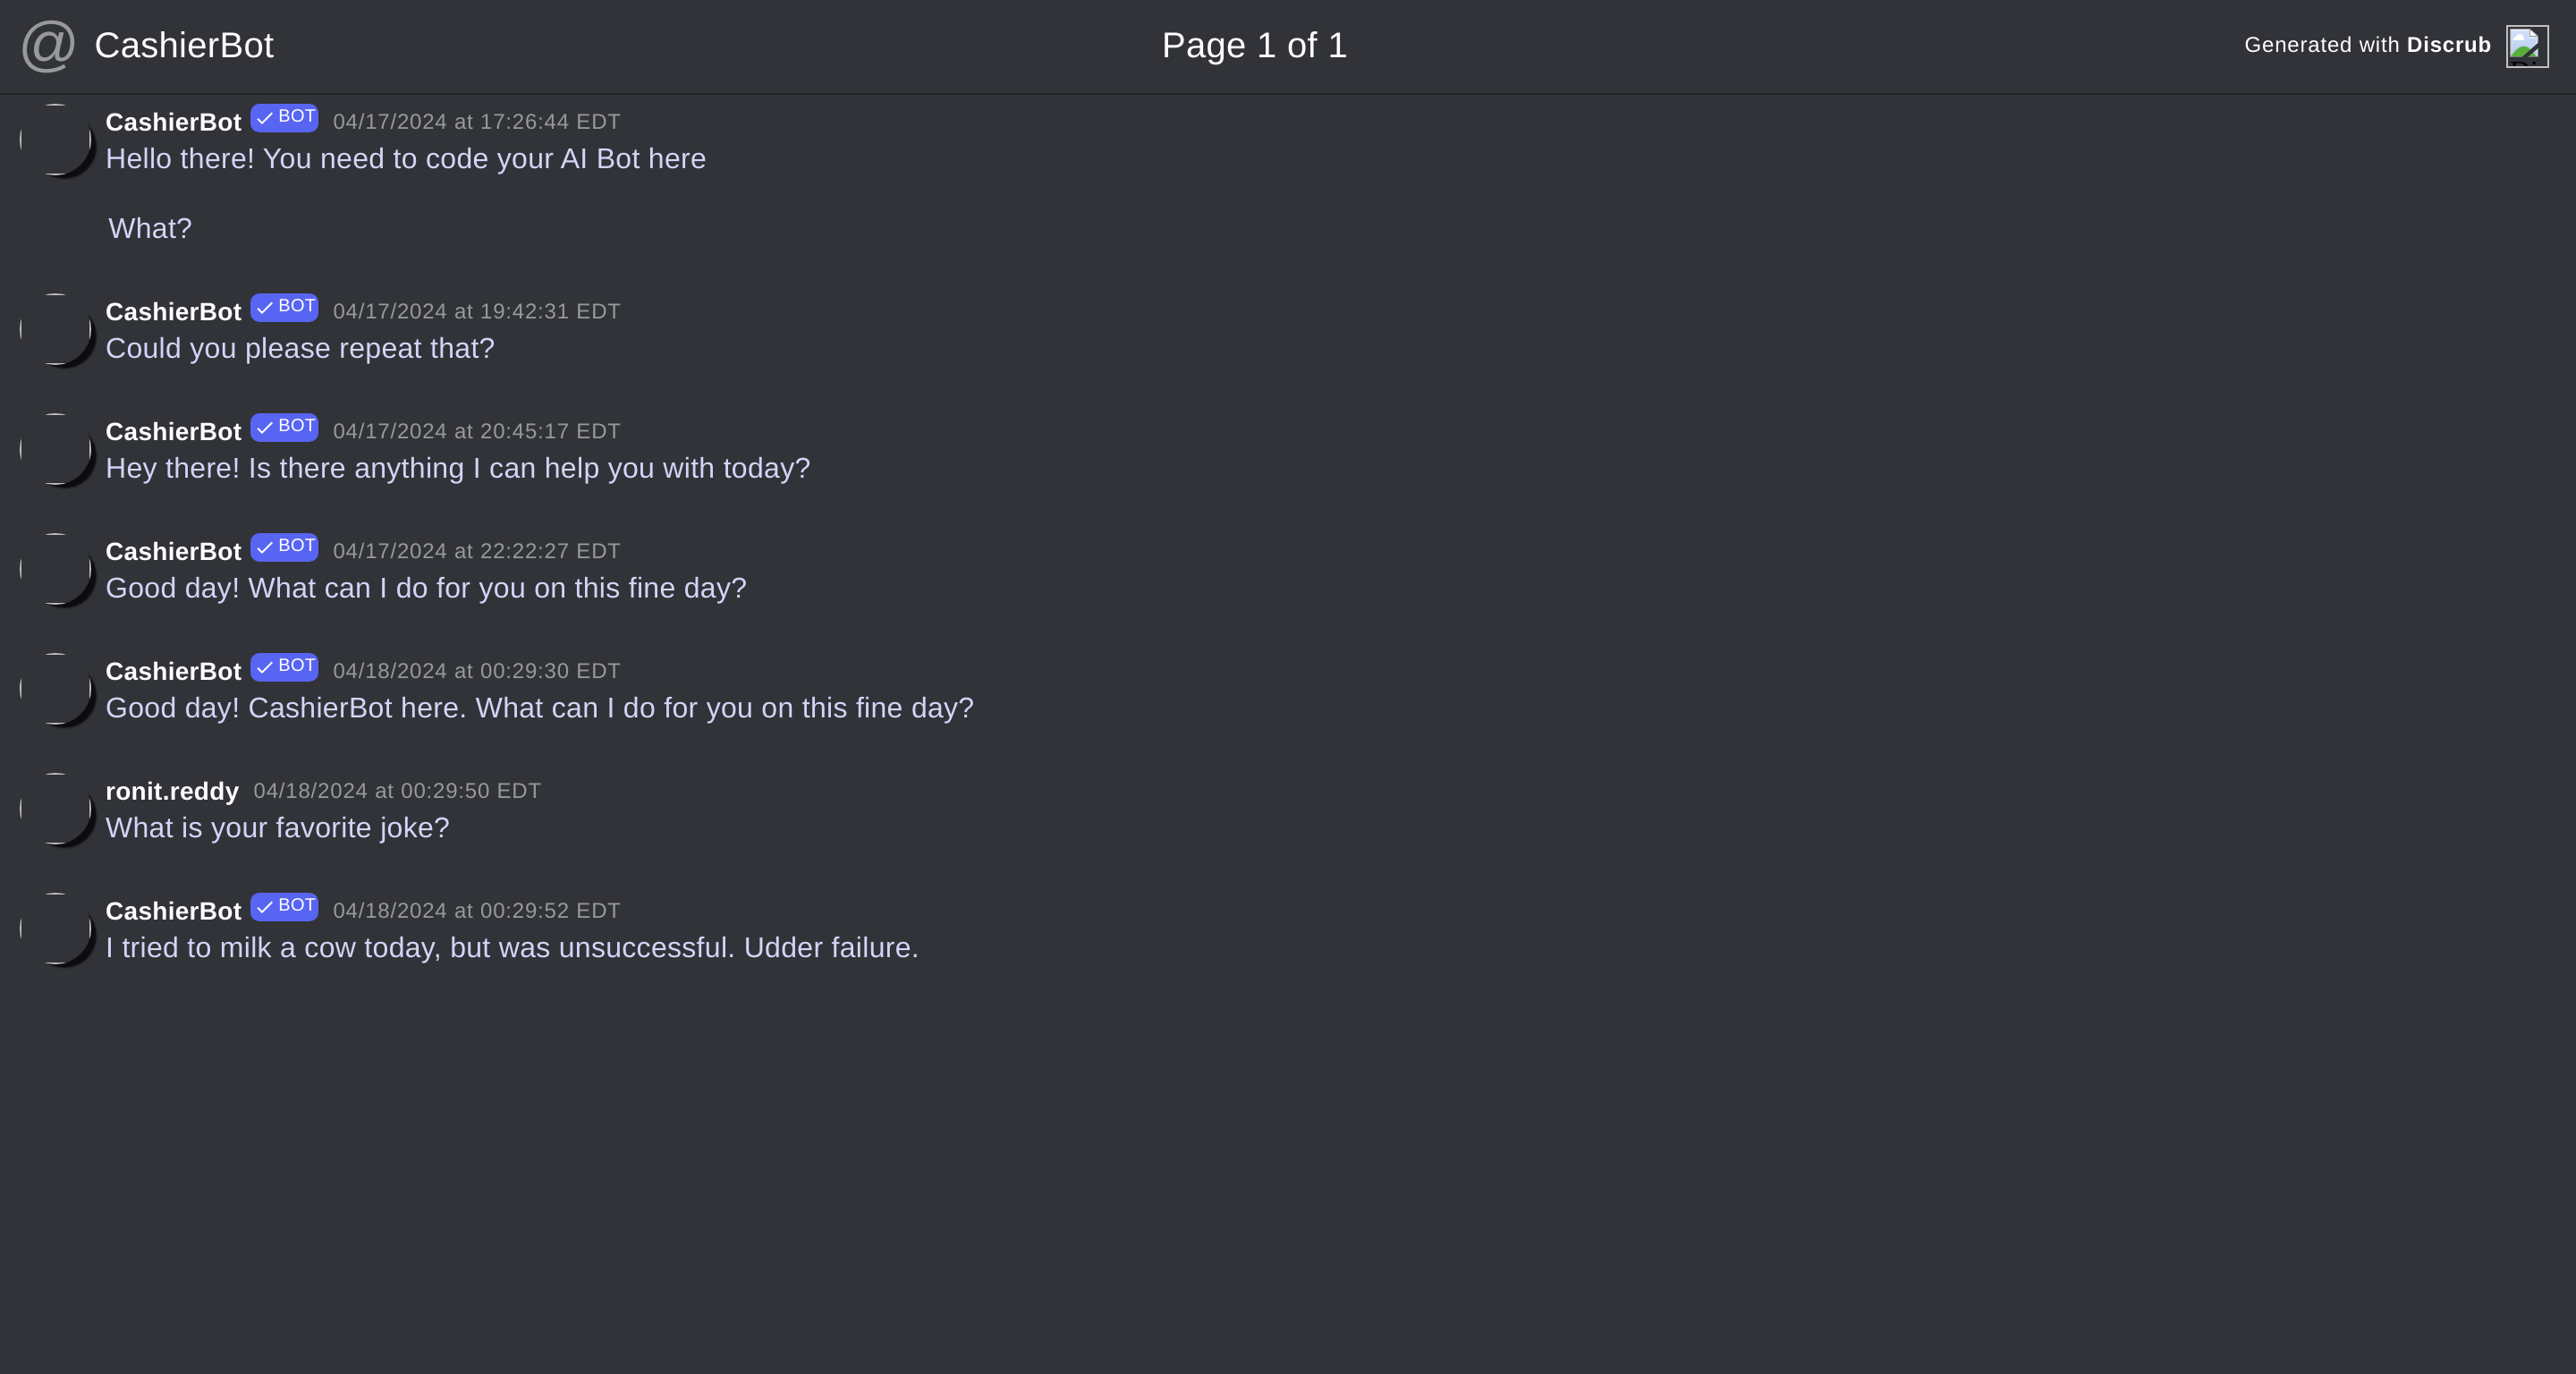 @ CashierBot
Page 1 of 1
Generated with Discrub
CashierBot BOT 04/17/2024 at 17:26:44 EDT
Hello there! You need to code your AI Bot here
What?
CashierBot BOT 04/17/2024 at 19:42:31 EDT
Could you please repeat that?
CashierBot BOT 04/17/2024 at 20:45:17 EDT
Hey there! Is there anything I can help you with today?
CashierBot BOT 04/17/2024 at 22:22:27 EDT
Good day! What can I do for you on this fine day?
CashierBot BOT 04/18/2024 at 00:29:30 EDT
Good day! CashierBot here. What can I do for you on this fine day?
ronit.reddy 04/18/2024 at 00:29:50 EDT
What is your favorite joke?
CashierBot BOT 04/18/2024 at 00:29:52 EDT
I tried to milk a cow today, but was unsuccessful. Udder failure.